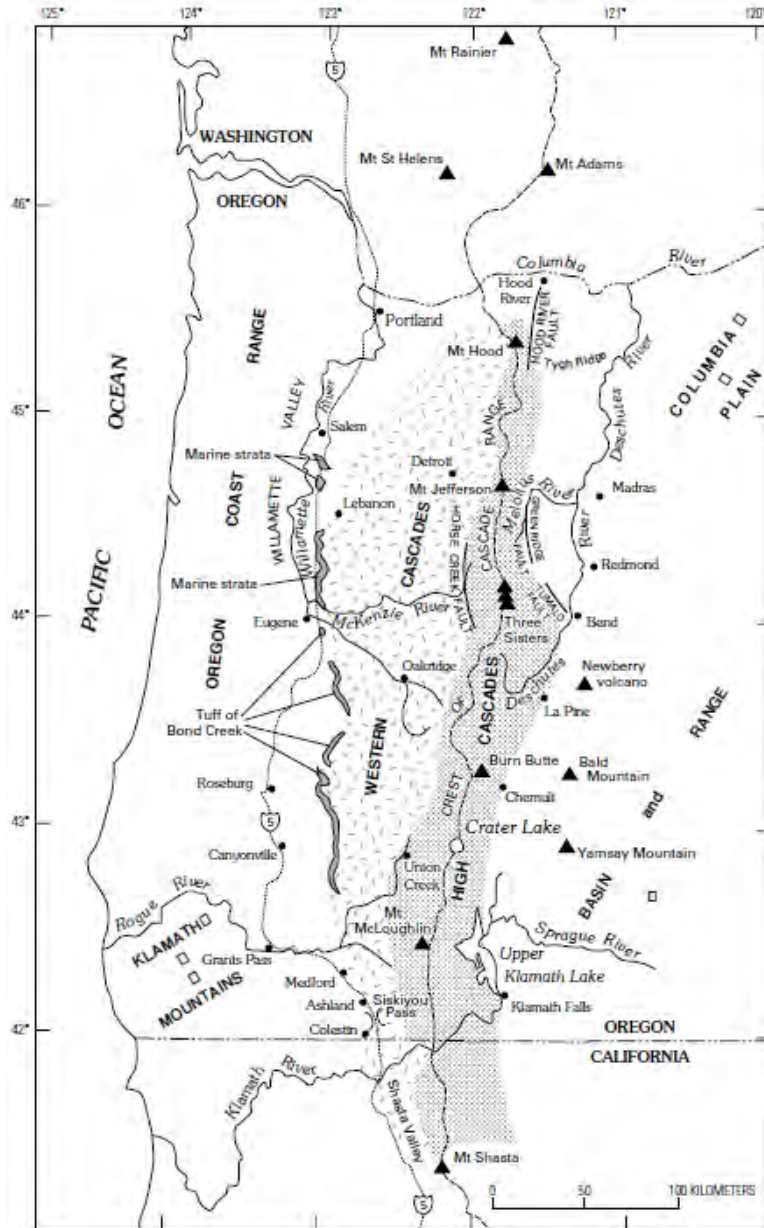 125° 124° 123° 122° 121° 120°
Mt Rainier
5
WASHINGTON
Mt St Helens
Mt Adams
46°
OREGON
Columbia
River
Hood
River
Portland
HOOD RIVER
FAULT
RANGE
Mt Hood
Tygh Ridge
COLUMBIA
PLAIN
OCEAN
VALLEY
River
RANGE
Deschutes
River
45°
Salem
Marine strata
Detroit
Mt Jefferson
Metolius River
Madras
COAST
WILLAMETTE
Willamette
Lebanon
CASCADES
HORSE CREEK FAULT
CASCADE
GREEN RIDGE
FAULT
River
Redmond
PACIFIC
Marine strata
TUMALO
FAULT
44°
Eugene
McKenzie
River
Three
Sisters
Bend
OREGON
Oakridge
Newberry
volcano
OF
Deschutes
La Pine
RANGE
Tuff of
Bond Creek
WESTERN
CASCADES
Burn Butte
Bald
Mountain
Roseburg
CREST
Chemult
and
5
43°
Crater Lake
Canyonville
Yamsay Mountain
Union
Creek
HIGH
BASIN
Rogue
River
Mt
McLoughlin
Sprague River
KLAMATH
MOUNTAINS
Grants Pass
Upper
Klamath Lake
Medford
Ashland
Siskiyou
Pass
Klamath Falls
Colestin
42°
OREGON
CALIFORNIA
Klamath
River
Shasta Valley
Mt Shasta
0 50 100 KILOMETERS
5